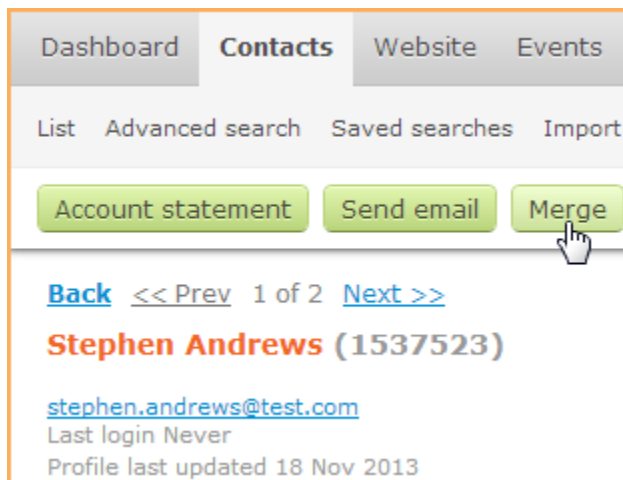 Dashboard Contacts Website Events
List Advanced search Saved searches Import
Account statement Send email Merge
Back << Prev 1 of 2 Next >>
Stephen Andrews (1537523)
stephen.andrews@test.com
Last login Never
Profile last updated 18 Nov 2013